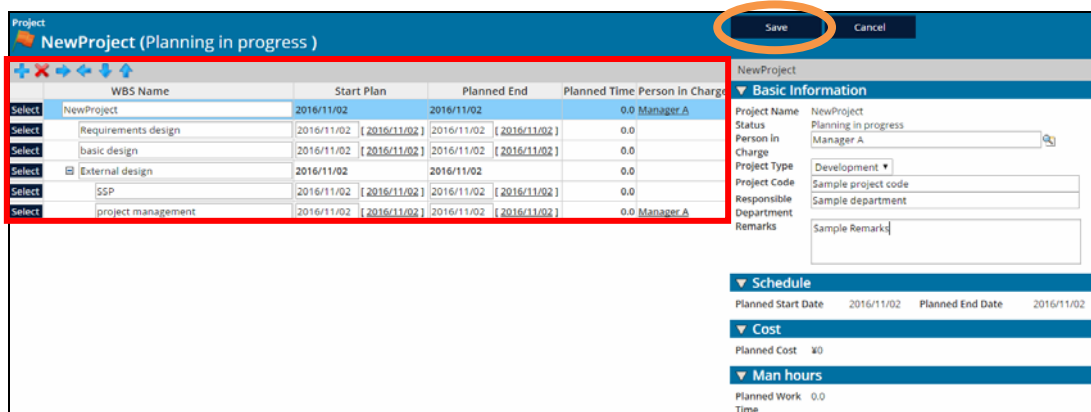 Project
NewProject (Planning in progress )
Save Cancel
WBS Name Start Plan Planned End Planned Time Person in Charge
Select NewProject 2016/11/02 2016/11/02 0.0 Manager A
Select Requirements design 2016/11/02 [ 2016/11/02 ] 2016/11/02 [ 2016/11/02 ] 0.0
Select basic design 2016/11/02 [ 2016/11/02 ] 2016/11/02 [ 2016/11/02 ] 0.0
Select External design 2016/11/02 2016/11/02 0.0
Select SSP 2016/11/02 [ 2016/11/02 ] 2016/11/02 [ 2016/11/02 ] 0.0
Select project management 2016/11/02 [ 2016/11/02 ] 2016/11/02 [ 2016/11/02 ] 0.0 Manager A
NewProject
Basic Information
Project Name NewProject
Status Planning in progress
Person in Manager A
Charge
Project Type Development
Project Code Sample project code
Responsible Sample department
Department
Remarks Sample Remarks
Schedule
Planned Start Date 2016/11/02 Planned End Date 2016/11/02
Cost
Planned Cost ¥0
Man hours
Planned Work 0.0
Time